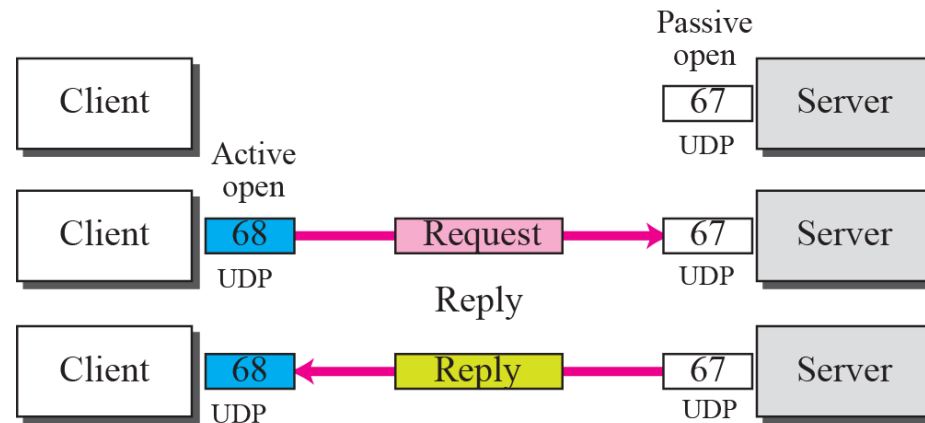 Passive
open
Client
67
Server
UDP
Active
open
Client
68
Request
67
Server
UDP
UDP
Reply
Client
68
Reply
67
Server
UDP
UDP